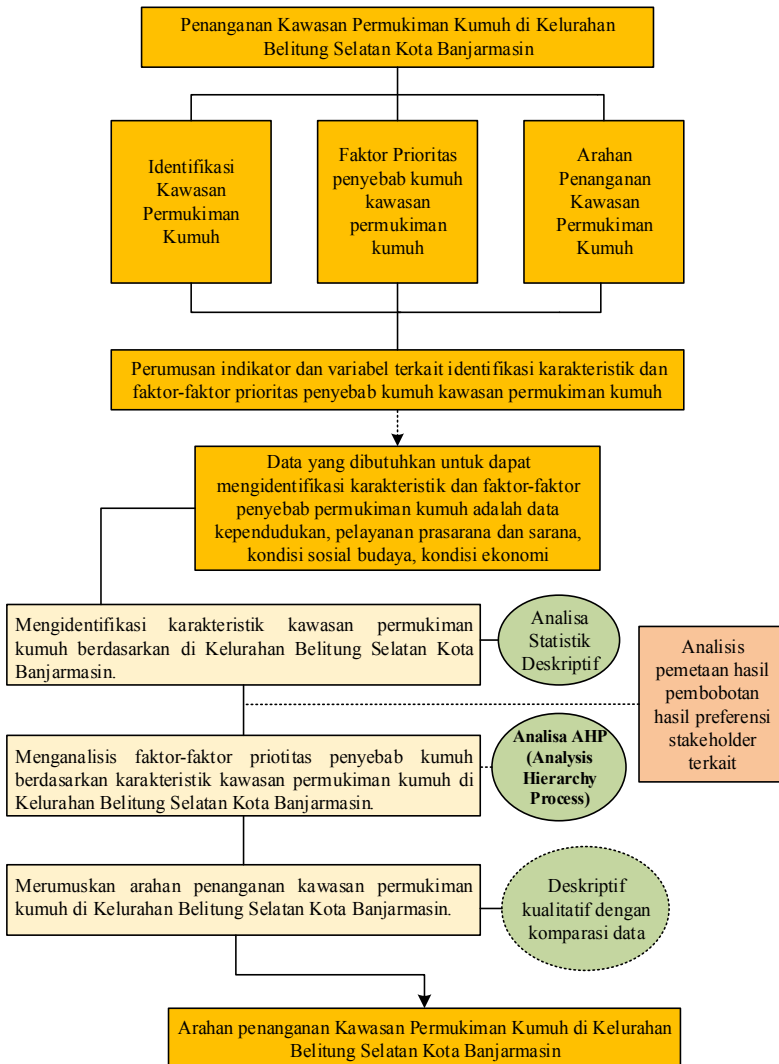 Penanganan Kawasan Permukiman Kumuh di Kelurahan
Belitung Selatan Kota Banjarmasin
Identifikasi
Kawasan
Permukiman
Kumuh
Faktor Prioritas
penyebab kumuh
kawasan
permukiman
kumuh
Arahan
Penanganan
Kawasan
Permukiman
Kumuh
Perumusan indikator dan variabel terkait identifikasi karakteristik dan
faktor-faktor prioritas penyebab kumuh kawasan permukiman kumuh
Data yang dibutuhkan untuk dapat
mengidentifikasi karakteristik dan faktor-faktor
penyebab permukiman kumuh adalah data
kependudukan, pelayanan prasarana dan sarana,
kondisi sosial budaya, kondisi ekonomi
Mengidentifikasi karakteristik kawasan permukiman
kumuh berdasarkan di Kelurahan Belitung Selatan Kota
Banjarmasin.
Analisa
Statistik
Deskriptif
Analisis
pemetaan hasil
pembobotan
hasil preferensi
stakeholder
terkait
Menganalisis faktor-faktor priotitas penyebab kumuh
berdasarkan karakteristik kawasan permukiman kumuh di
Kelurahan Belitung Selatan Kota Banjarmasin.
Analisa AHP
(Analysis
Hierarchy
Process)
Merumuskan arahan penanganan kawasan permukiman
kumuh di Kelurahan Belitung Selatan Kota Banjarmasin.
Deskriptif
kualitatif dengan
komparasi data
Arahan penanganan Kawasan Permukiman Kumuh di Kelurahan
Belitung Selatan Kota Banjarmasin